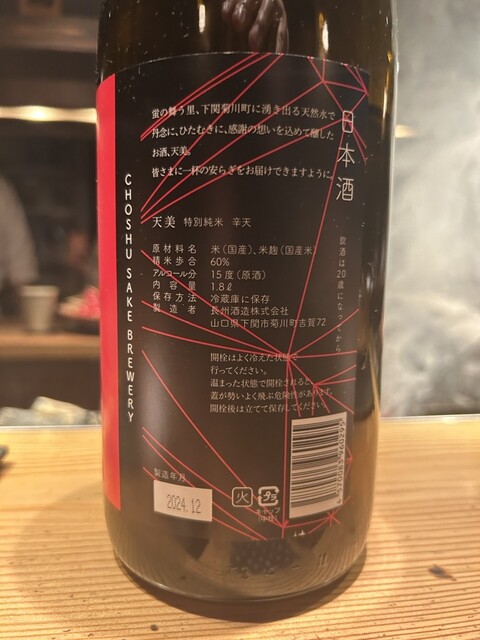 蛍の舞う里、下関菊川町に湧き出る天然水で
丹念に、ひたむきに、感謝の想いを込めて醸した
お酒、天美。
皆さまに一杯の安らぎをお届けできますように。
日本酒
飲酒は20歳になってから
天美 特別純米 辛天
原材料名 米(国産)、米麹(国産米)
精米歩合 60%
アルコール分 15度(原酒)
内容量 1.8ℓ
保存方法 冷蔵庫に保存
製造者 長州酒造株式会社
山口県下関市菊川町吉賀72
開栓はよく冷えた状態で
行ってください。
温まった状態で開栓されると、
蓋が勢いよく飛ぶ危険性があります。
開栓後は立てて保存してください。
CHOSHU SAKE BREWERY
製造年月
2024.12
火
プラ
キャップ
(中栓)